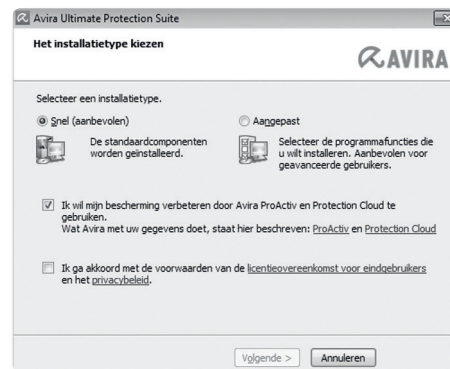 Avira Ultimate Protection Suite
Het installatietype kiezen
AVIRA
Selecteer een installatietype.
Snel (aanbevolen)
De standaardcomponenten
worden geïnstalleerd.
Aangepast
Selecteer de programmafuncties die
u wilt installeren. Aanbevolen voor
geavanceerde gebruikers.
Ik wil mijn bescherming verbeteren door Avira ProActiv en Protection Cloud te
gebruiken.
Wat Avira met uw gegevens doet, staat hier beschreven: ProActiv en Protection Cloud
Ik ga akkoord met de voorwaarden van de licentieovereenkomst voor eindgebruikers
en het privacybeleid.
Volgende >
Annuleren